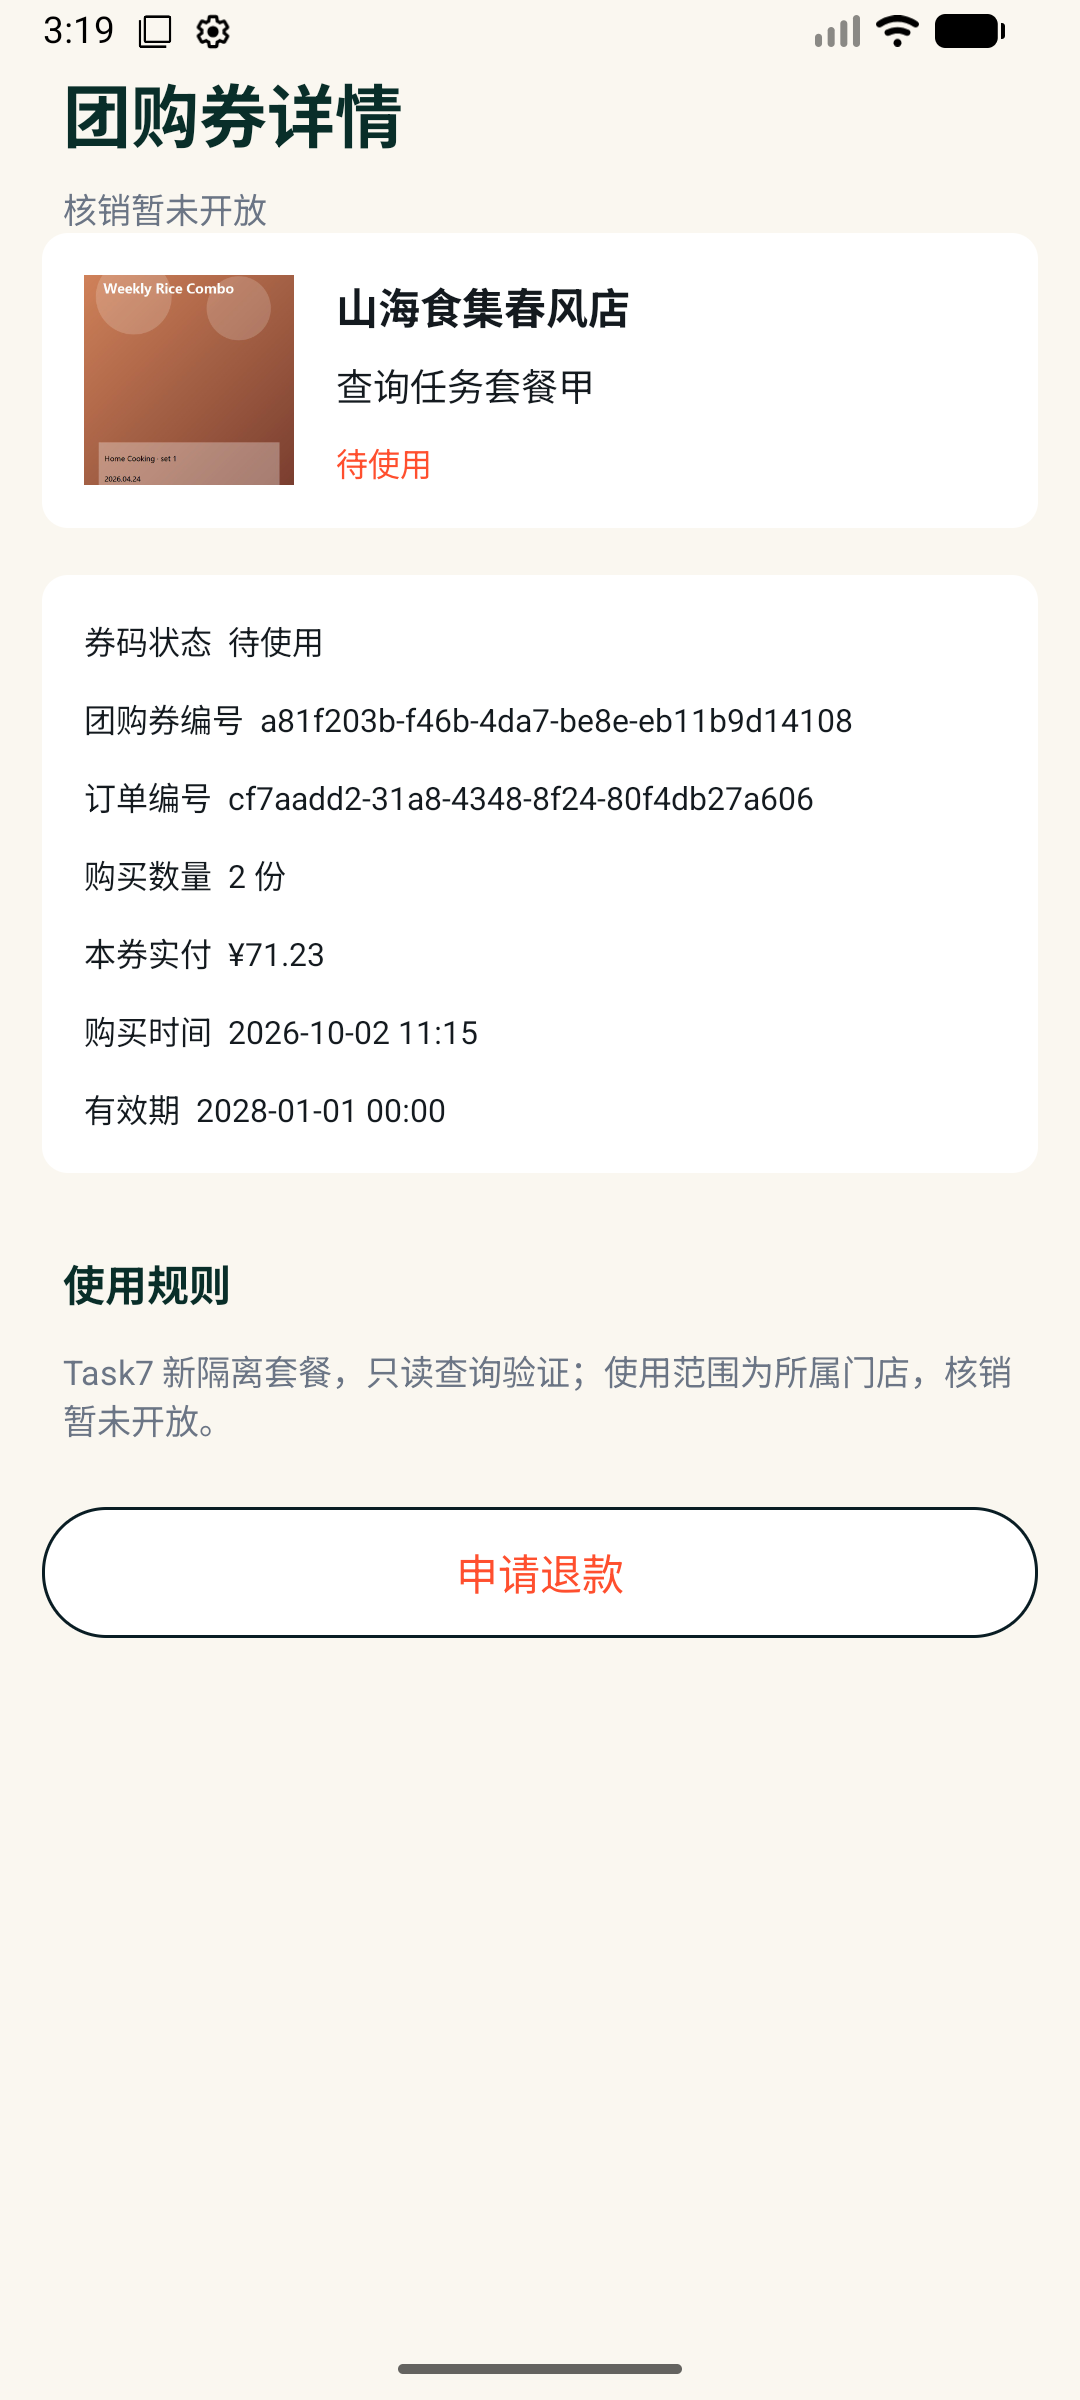 3:19
团购券详情
核销暂未开放
Weekly Rice Combo
Home Cooking · set 1
2026.04.24
山海食集春风店
查询任务套餐甲
待使用
券码状态 待使用
团购券编号 a81f203b-f46b-4da7-be8e-eb11b9d14108
订单编号 cf7aadd2-31a8-4348-8f24-80f4db27a606
购买数量 2 份
本券实付 ¥71.23
购买时间 2026-10-02 11:15
有效期 2028-01-01 00:00
使用规则
Task7 新隔离套餐，只读查询验证；使用范围为所属门店，核销
暂未开放。
申请退款